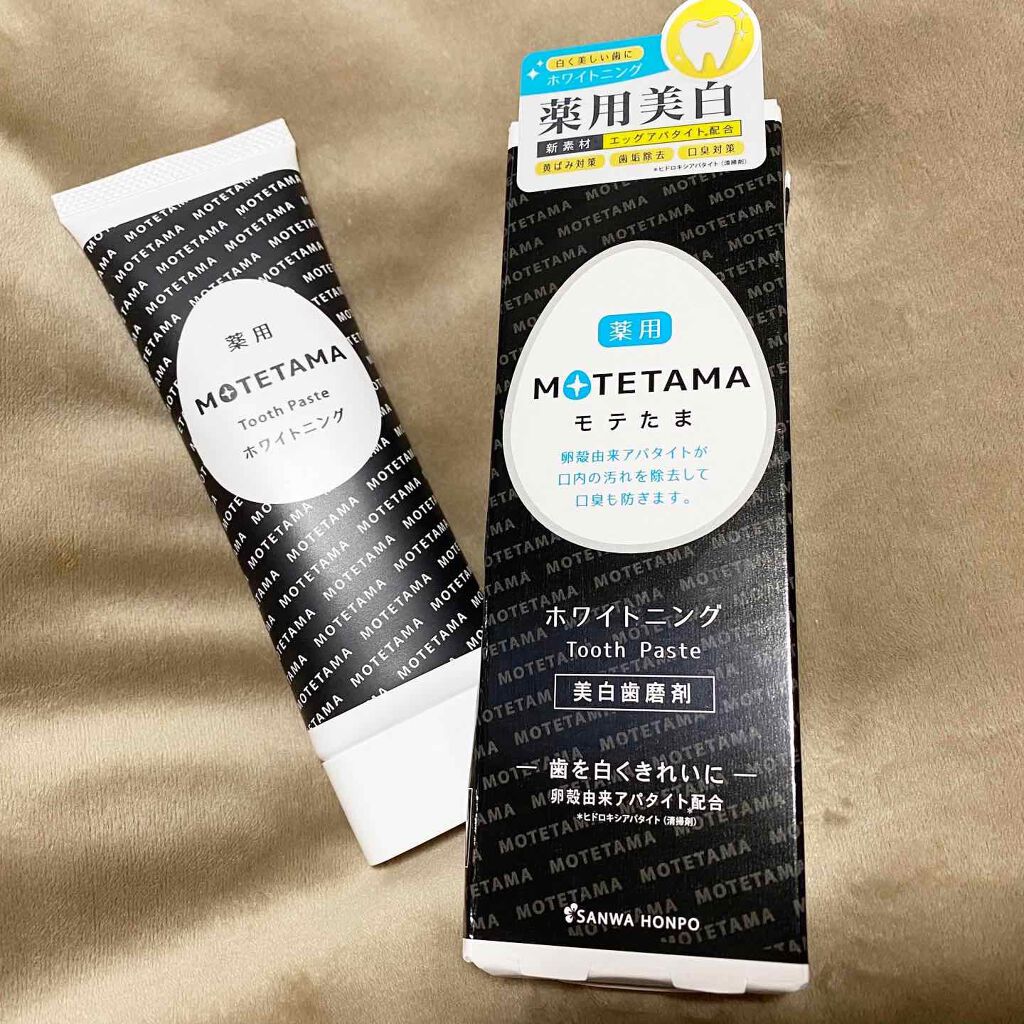 白く美しい歯に
ホワイトニング
薬用美白
新素材 エッグアパタイト*配合
黄ばみ対策 歯垢除去 口臭対策
*ヒドロキシアパタイト(清掃剤)
薬用
MOTETAMA
モテたま
卵殻由来アパタイトが
口内の汚れを除去して
口臭も防ぎます。
ホワイトニング
Tooth Paste
美白歯磨剤
歯を白くきれいに
卵殻由来アパタイト*配合
*ヒドロキシアパタイト(清掃剤)
SANWA HONPO
薬用
MOTETAMA
Tooth Paste
ホワイトニング
MOTETAMA MOTETAMA MOTETAMA